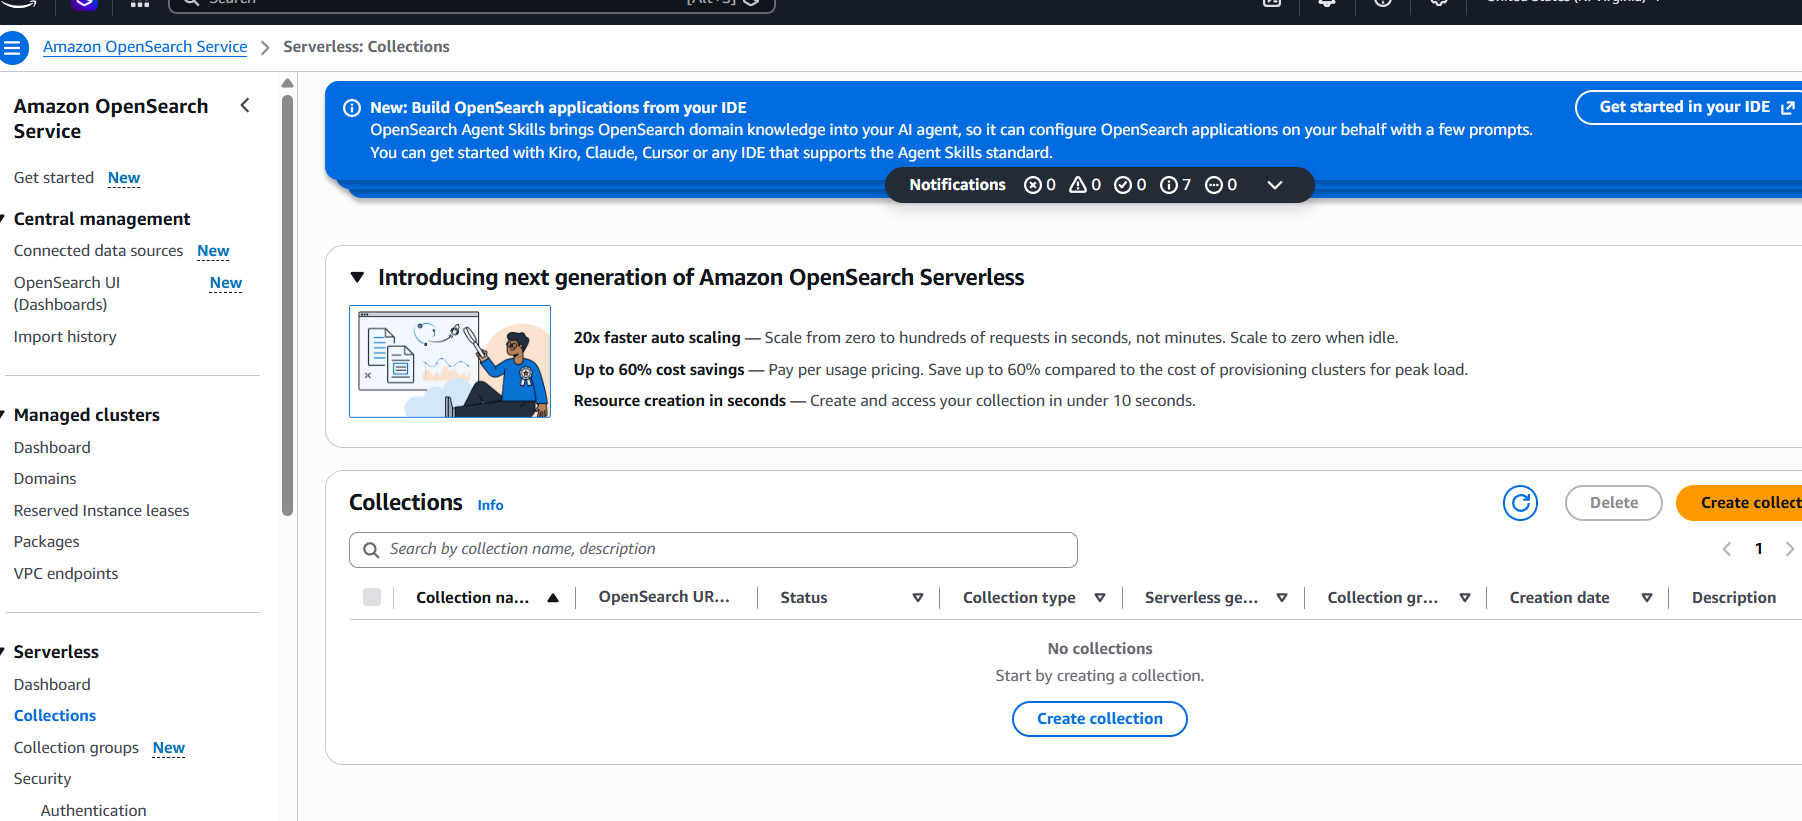 Search
[Alt+S]
United States (N. Virginia)
Amazon OpenSearch Service
Serverless: Collections
Amazon OpenSearch
Service
Get started New
Central management
Connected data sources New
OpenSearch UI New
(Dashboards)
Import history
Managed clusters
Dashboard
Domains
Reserved Instance leases
Packages
VPC endpoints
Serverless
Dashboard
Collections
Collection groups New
Security
Authentication
New: Build OpenSearch applications from your IDE
OpenSearch Agent Skills brings OpenSearch domain knowledge into your AI agent, so it can configure OpenSearch applications on your behalf with a few prompts.
You can get started with Kiro, Claude, Cursor or any IDE that supports the Agent Skills standard.
Get started in your IDE
Notifications 0 0 0 7 0
Introducing next generation of Amazon OpenSearch Serverless
20x faster auto scaling — Scale from zero to hundreds of requests in seconds, not minutes. Scale to zero when idle.
Up to 60% cost savings — Pay per usage pricing. Save up to 60% compared to the cost of provisioning clusters for peak load.
Resource creation in seconds — Create and access your collection in under 10 seconds.
Collections Info
Delete
Create collect
Search by collection name, description
1
Collection na... OpenSearch UR... Status Collection type Serverless ge... Collection gr... Creation date Description
No collections
Start by creating a collection.
Create collection